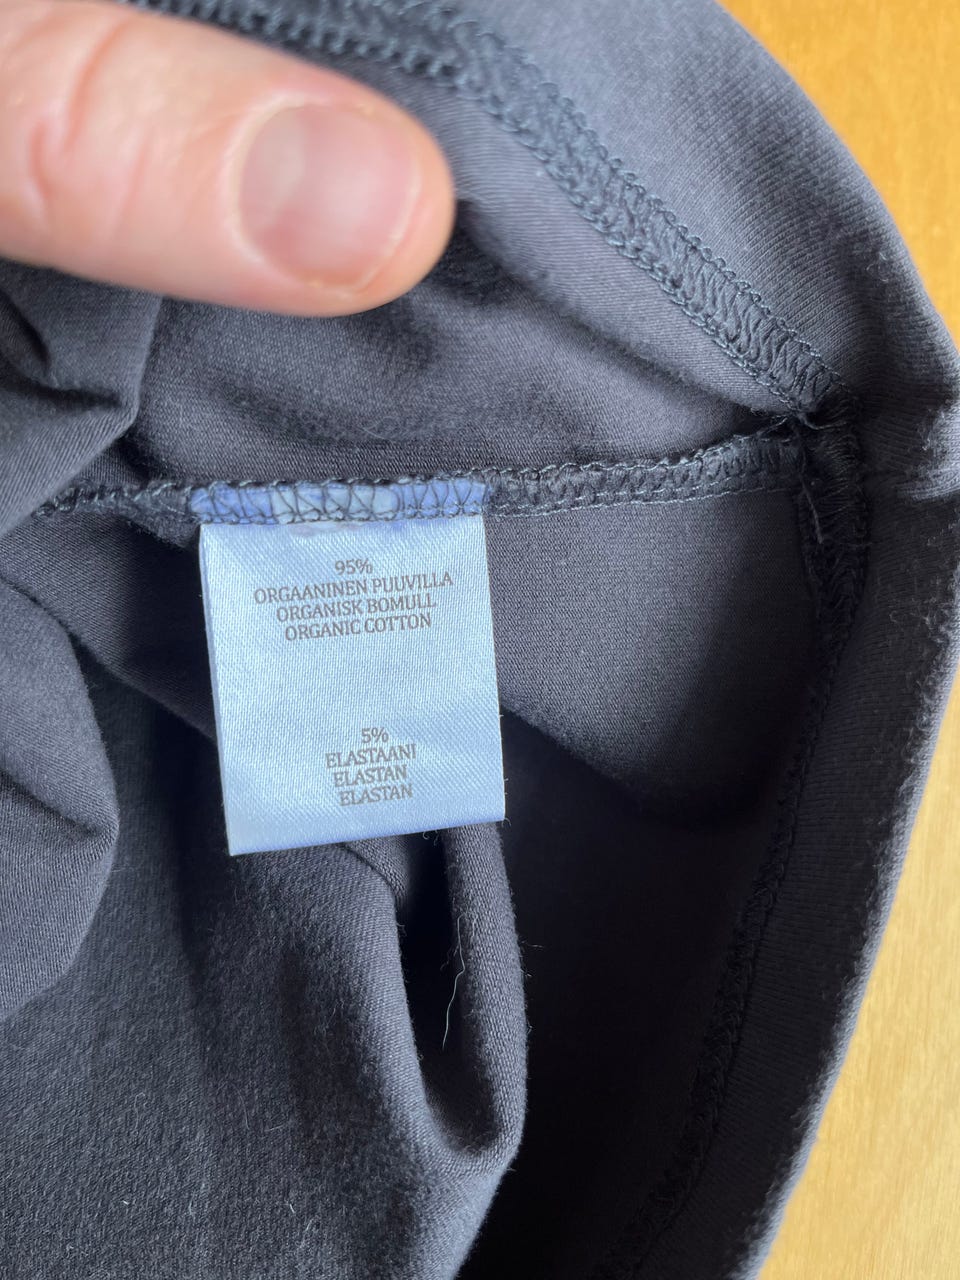 95%
ORGAANINEN PUUVILLA
ORGANISK BOMULL
ORGANIC COTTON
5%
ELASTAANI
ELASTAN
ELASTAN